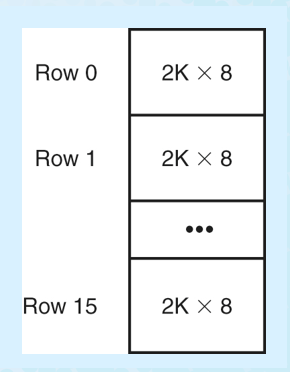 Row 0 2K × 8
Row 1 2K × 8
•••
Row 15 2K × 8